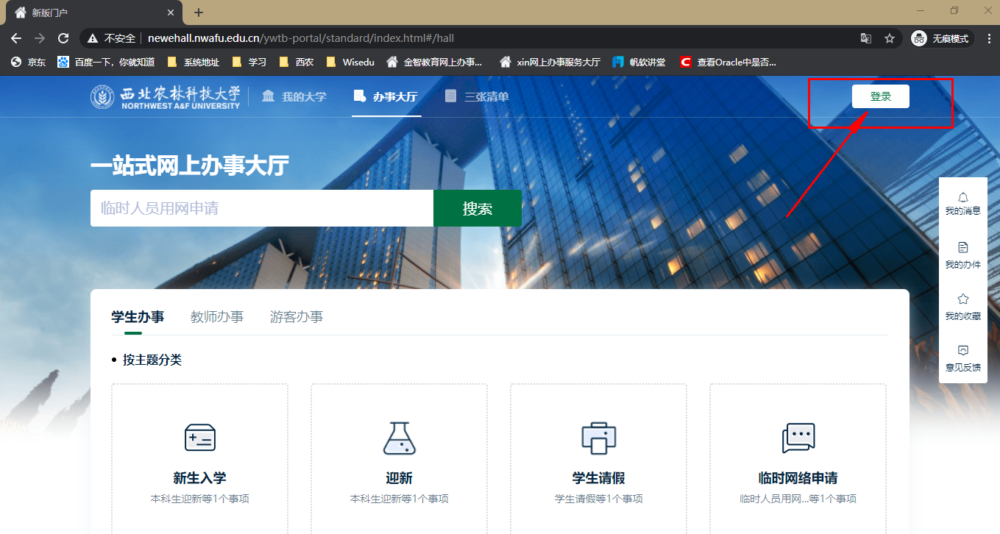 新版门户
不安全 newehall.nwafu.edu.cn/ywtb-portal/standard/index.html#/hall 无痕模式
京东 百度一下，你就知道 系统地址 学习 西农 Wisedu 金智教育网上办事... xin网上办事服务大厅 帆软讲堂 查看Oracle中是否...
西北农林科技大学
NORTHWEST A&F UNIVERSITY
我的大学 办事大厅 三张清单 登录
一站式网上办事大厅
临时人员用网申请 搜索
我的消息
我的办件
我的收藏
意见反馈
学生办事 教师办事 游客办事
按主题分类
新生入学 迎新 学生请假 临时网络申请
本科生迎新等1个事项 本科生迎新等1个事项 学生请假等1个事项 临时人员用网...等1个事项